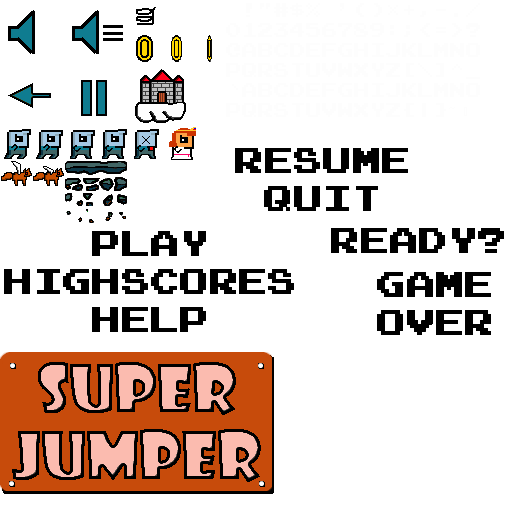 RESUME
QUIT
PLAY
READY?
HIGHSCORES
GAME
HELP
OVER
SUPER
JUMPER